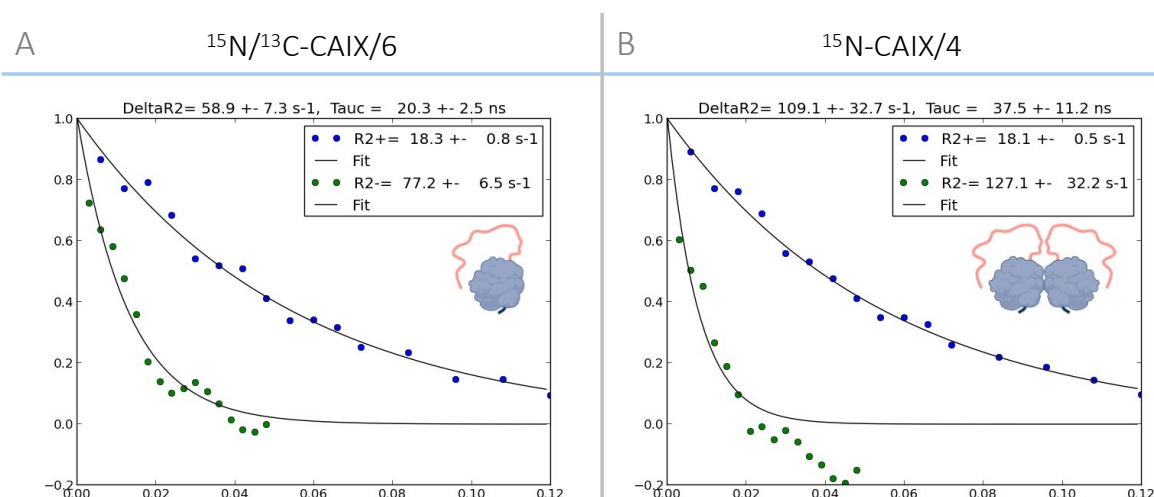 A
¹⁵N/¹³C-CAIX/6
DeltaR2= 58.9 +- 7.3 s-1, Tauc = 20.3 +- 2.5 ns
1.0
0.8
0.6
0.4
0.2
0.0
−0.2
R2+= 18.3 +- 0.8 s-1
Fit
R2-= 77.2 +- 6.5 s-1
Fit
0.00 0.02 0.04 0.06 0.08 0.10 0.12
B
¹⁵N-CAIX/4
DeltaR2= 109.1 +- 32.7 s-1, Tauc = 37.5 +- 11.2 ns
1.0
0.8
0.6
0.4
0.2
0.0
−0.2
R2+= 18.1 +- 0.5 s-1
Fit
R2-= 127.1 +- 32.2 s-1
Fit
0.00 0.02 0.04 0.06 0.08 0.10 0.12